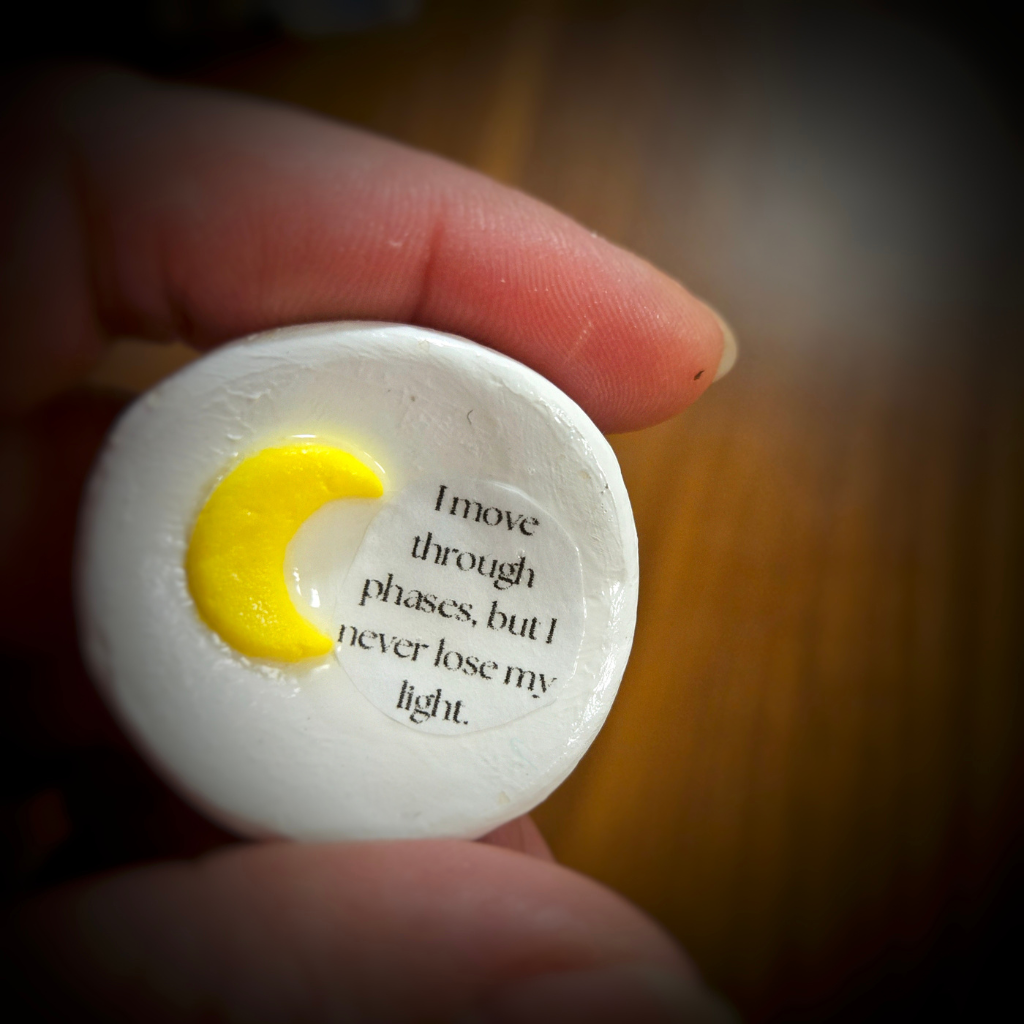 I move
through
phases, but I
never lose my
light.